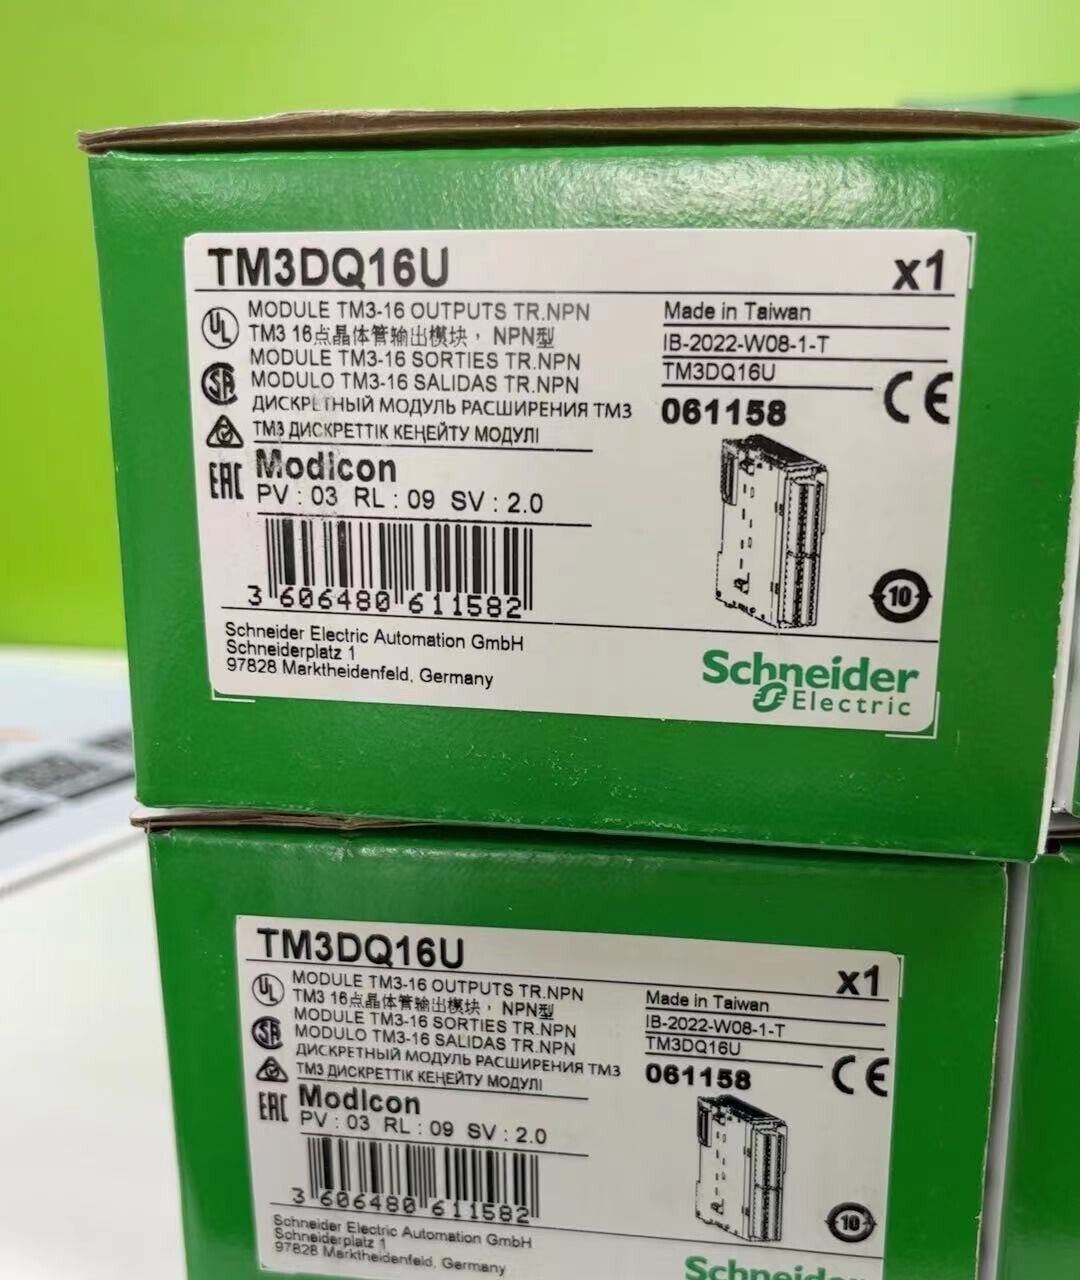 TM3DQ16U
x1
UL
MODULE TM3-16 OUTPUTS TR.NPN
TM3 16点晶体管输出模块，NPN型
MODULE TM3-16 SORTIES TR.NPN
MODULO TM3-16 SALIDAS TR.NPN
ДИСКРЕТНЫЙ МОДУЛЬ РАСШИРЕНИЯ TM3
TM3 ДИСКРЕТТІК КЕҢЕЙТУ МОДУЛІ
EAC
Modicon
PV : 03 RL : 09 SV : 2.0
Made in Taiwan
IB-2022-W08-1-T
TM3DQ16U
061158
CE
3 606480 611582
10
Schneider Electric Automation GmbH
Schneiderplatz 1
97828 Marktheidenfeld, Germany
Schneider
Electric
TM3DQ16U
x1
UL
MODULE TM3-16 OUTPUTS TR.NPN
TM3 16点晶体管输出模块，NPN型
MODULE TM3-16 SORTIES TR.NPN
MODULO TM3-16 SALIDAS TR.NPN
ДИСКРЕТНЫЙ МОДУЛЬ РАСШИРЕНИЯ TM3
TM3 ДИСКРЕТТІК КЕҢЕЙТУ МОДУЛІ
EAC
Modicon
PV : 03 RL : 09 SV : 2.0
Made in Taiwan
IB-2022-W08-1-T
TM3DQ16U
061158
CE
3 606480 611582
10
Schneider Electric Automation GmbH
Schneiderplatz 1
97828 Marktheidenfeld, Germany
Schneider